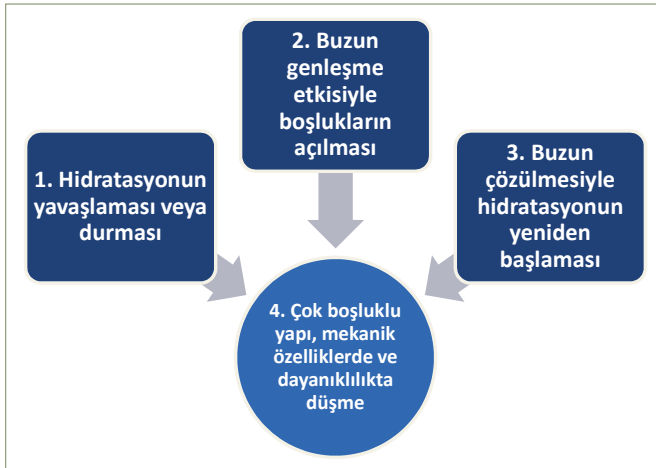 1. Hidratasyonun
yavaşlaması veya
durması
2. Buzun
genleşme
etkisiyle
boşlukların
açılması
3. Buzun
çözülmesiyle
hidratasyonun
yeniden
başlaması
4. Çok boşluklu
yapı, mekanik
özelliklerde ve
dayanıklılıkta
düşme